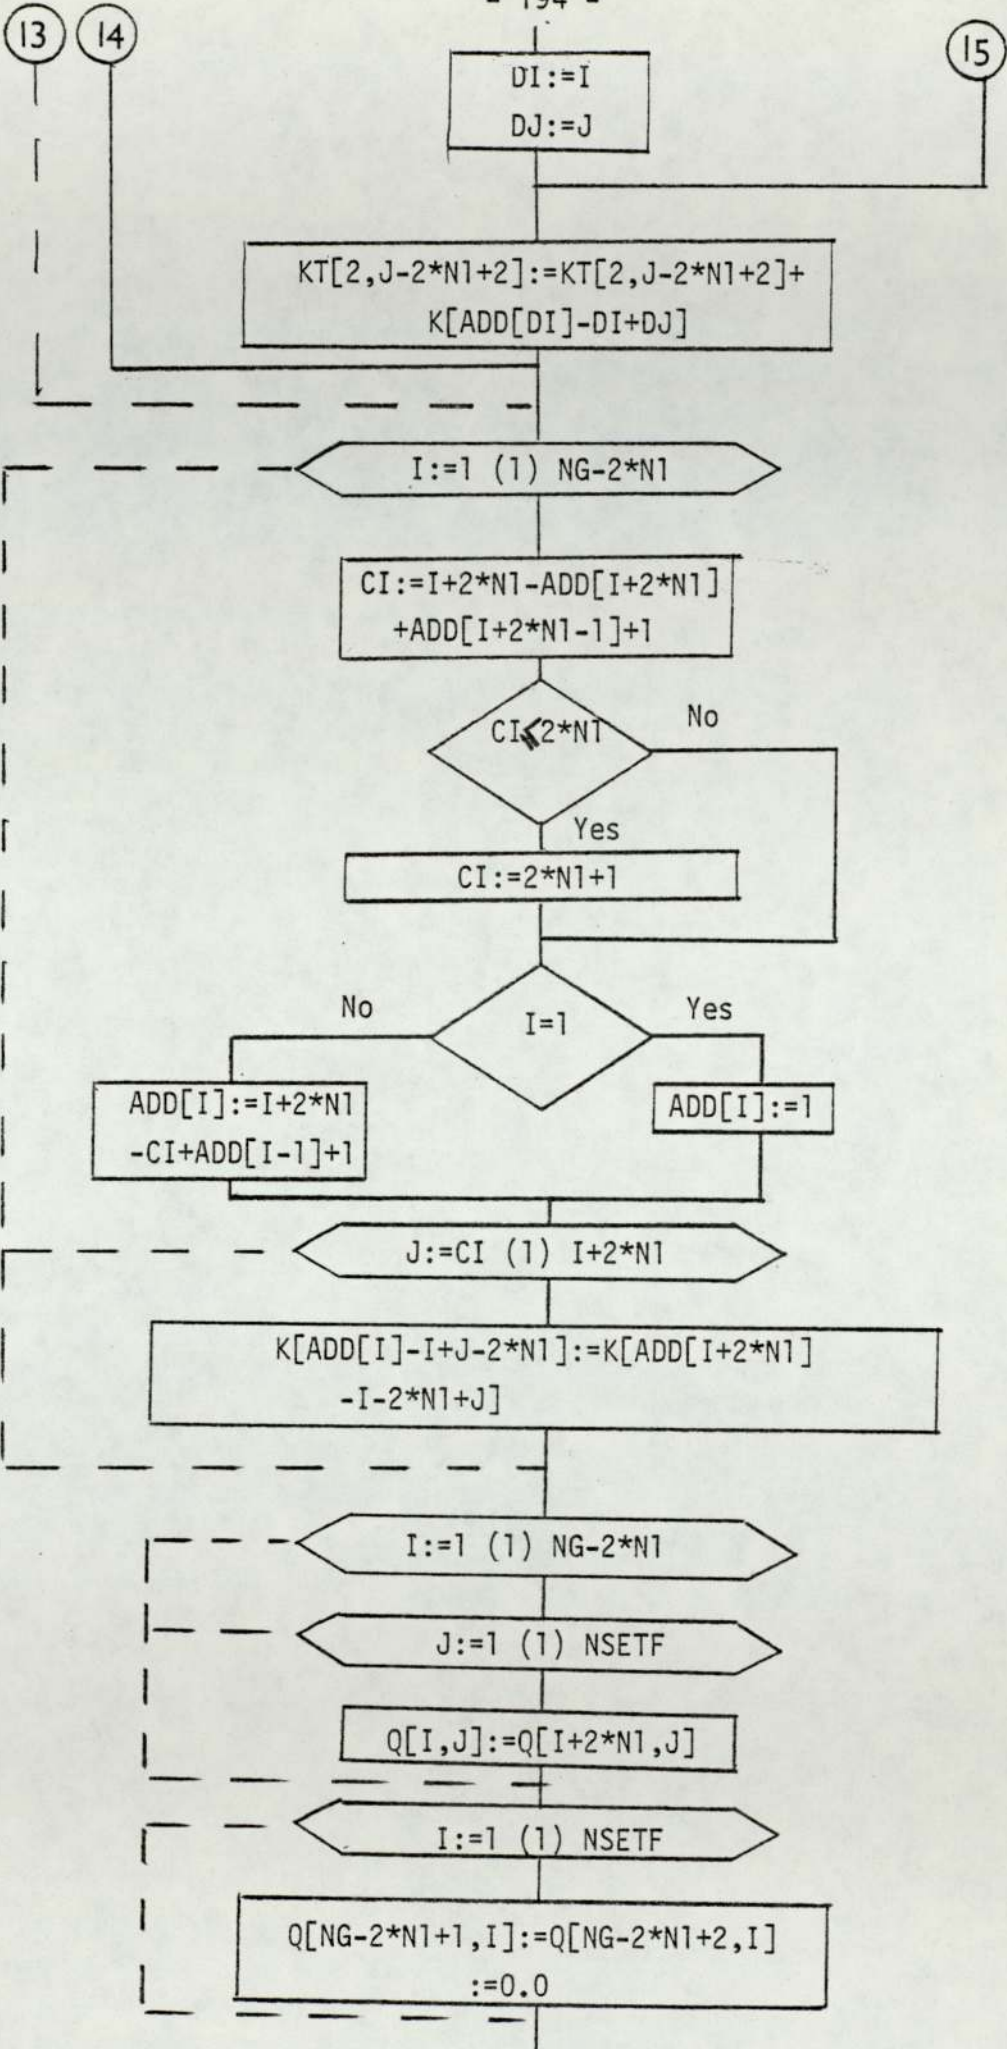 - 194 -
13 14 15
DI:=I
DJ:=J
KT[2,J-2*N1+2]:=KT[2,J-2*N1+2]+
K[ADD[DI]-DI+DJ]
I:=1 (1) NG-2*N1
CI:=I+2*N1-ADD[I+2*N1]
+ADD[I+2*N1-1]+1
CI≤2*N1
No
Yes
CI:=2*N1+1
No
I=1
Yes
ADD[I]:=I+2*N1
-CI+ADD[I-1]+1
ADD[I]:=1
J:=CI (1) I+2*N1
K[ADD[I]-I+J-2*N1]:=K[ADD[I+2*N1]
-I-2*N1+J]
I:=1 (1) NG-2*N1
J:=1 (1) NSETF
Q[I,J]:=Q[I+2*N1,J]
I:=1 (1) NSETF
Q[NG-2*N1+1,I]:=Q[NG-2*N1+2,I]
:=0.0